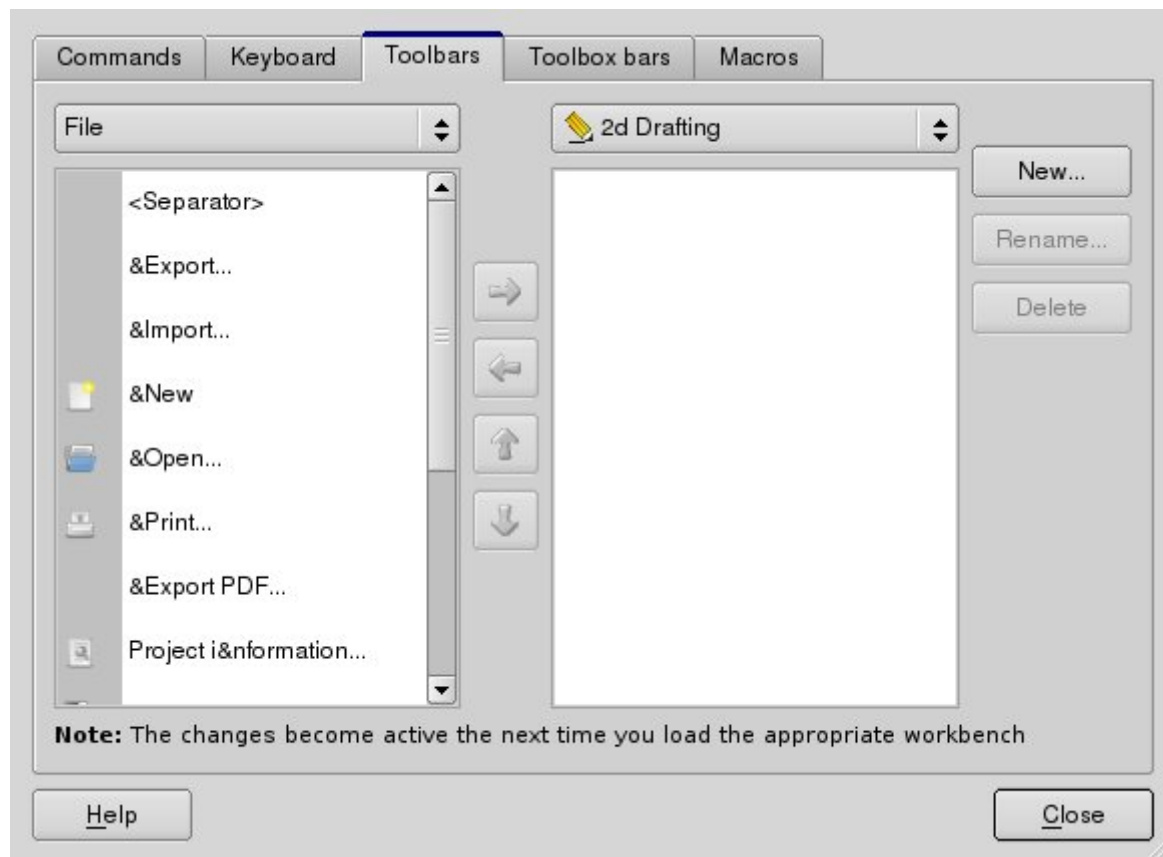 Commands Keyboard Toolbars Toolbox bars Macros
File 2d Drafting
New...
Rename...
Delete
<Separator>
&Export...
&Import...
&New
&Open...
&Print...
&Export PDF...
Project i&nformation...
Note: The changes become active the next time you load the appropriate workbench
Help Close